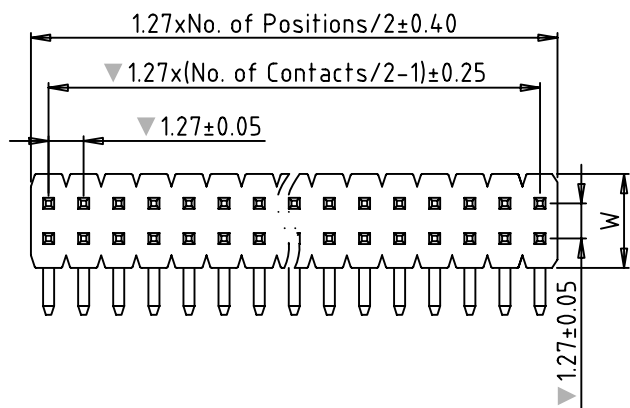 1.27xNo. of Positions/2±0.40
▼ 1.27x(No. of Contacts/2-1)±0.25
▼ 1.27±0.05
W
▼ 1.27±0.05